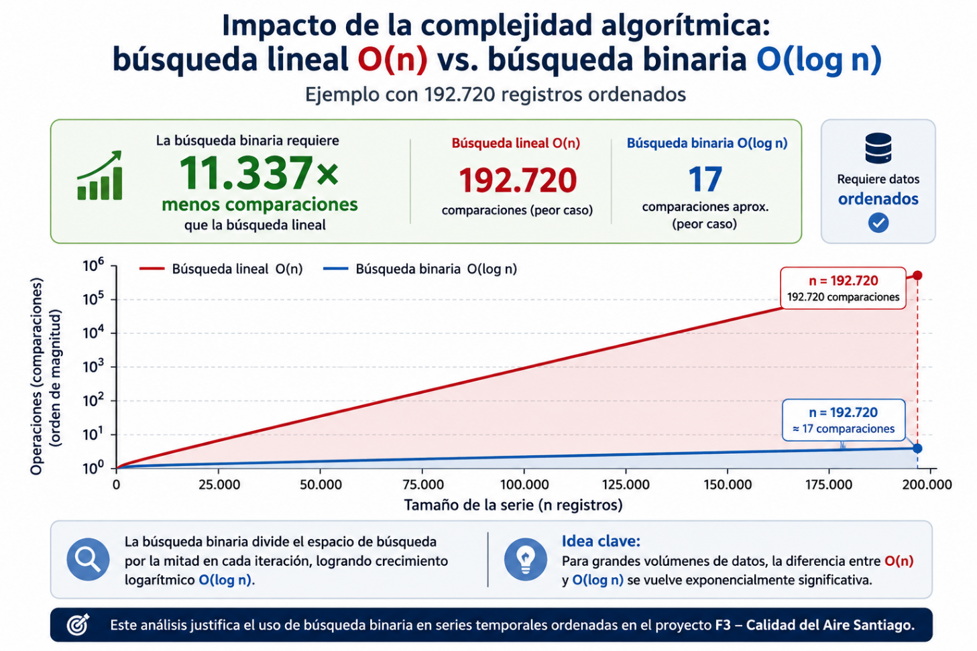 Impacto de la complejidad algorítmica:
búsqueda lineal O(n) vs. búsqueda binaria O(log n)
Ejemplo con 192.720 registros ordenados
La búsqueda binaria requiere
11.337×
menos comparaciones
que la búsqueda lineal
Búsqueda lineal O(n)
192.720
comparaciones (peor caso)
Búsqueda binaria O(log n)
17
comparaciones aprox.
(peor caso)
Requiere datos
ordenados
Operaciones (comparaciones)
(orden de magnitud)
Búsqueda lineal O(n)
Búsqueda binaria O(log n)
10⁶
10⁵
10⁴
10³
10²
10¹
10⁰
n = 192.720
192.720 comparaciones
n = 192.720
≈ 17 comparaciones
0 25.000 50.000 75.000 100.000 125.000 150.000 175.000 200.000
Tamaño de la serie (n registros)
La búsqueda binaria divide el espacio de búsqueda
por la mitad en cada iteración, logrando crecimiento
logarítmico O(log n).
Idea clave:
Para grandes volúmenes de datos, la diferencia entre O(n)
y O(log n) se vuelve exponencialmente significativa.
Este análisis justifica el uso de búsqueda binaria en series temporales ordenadas en el proyecto F3 – Calidad del Aire Santiago.